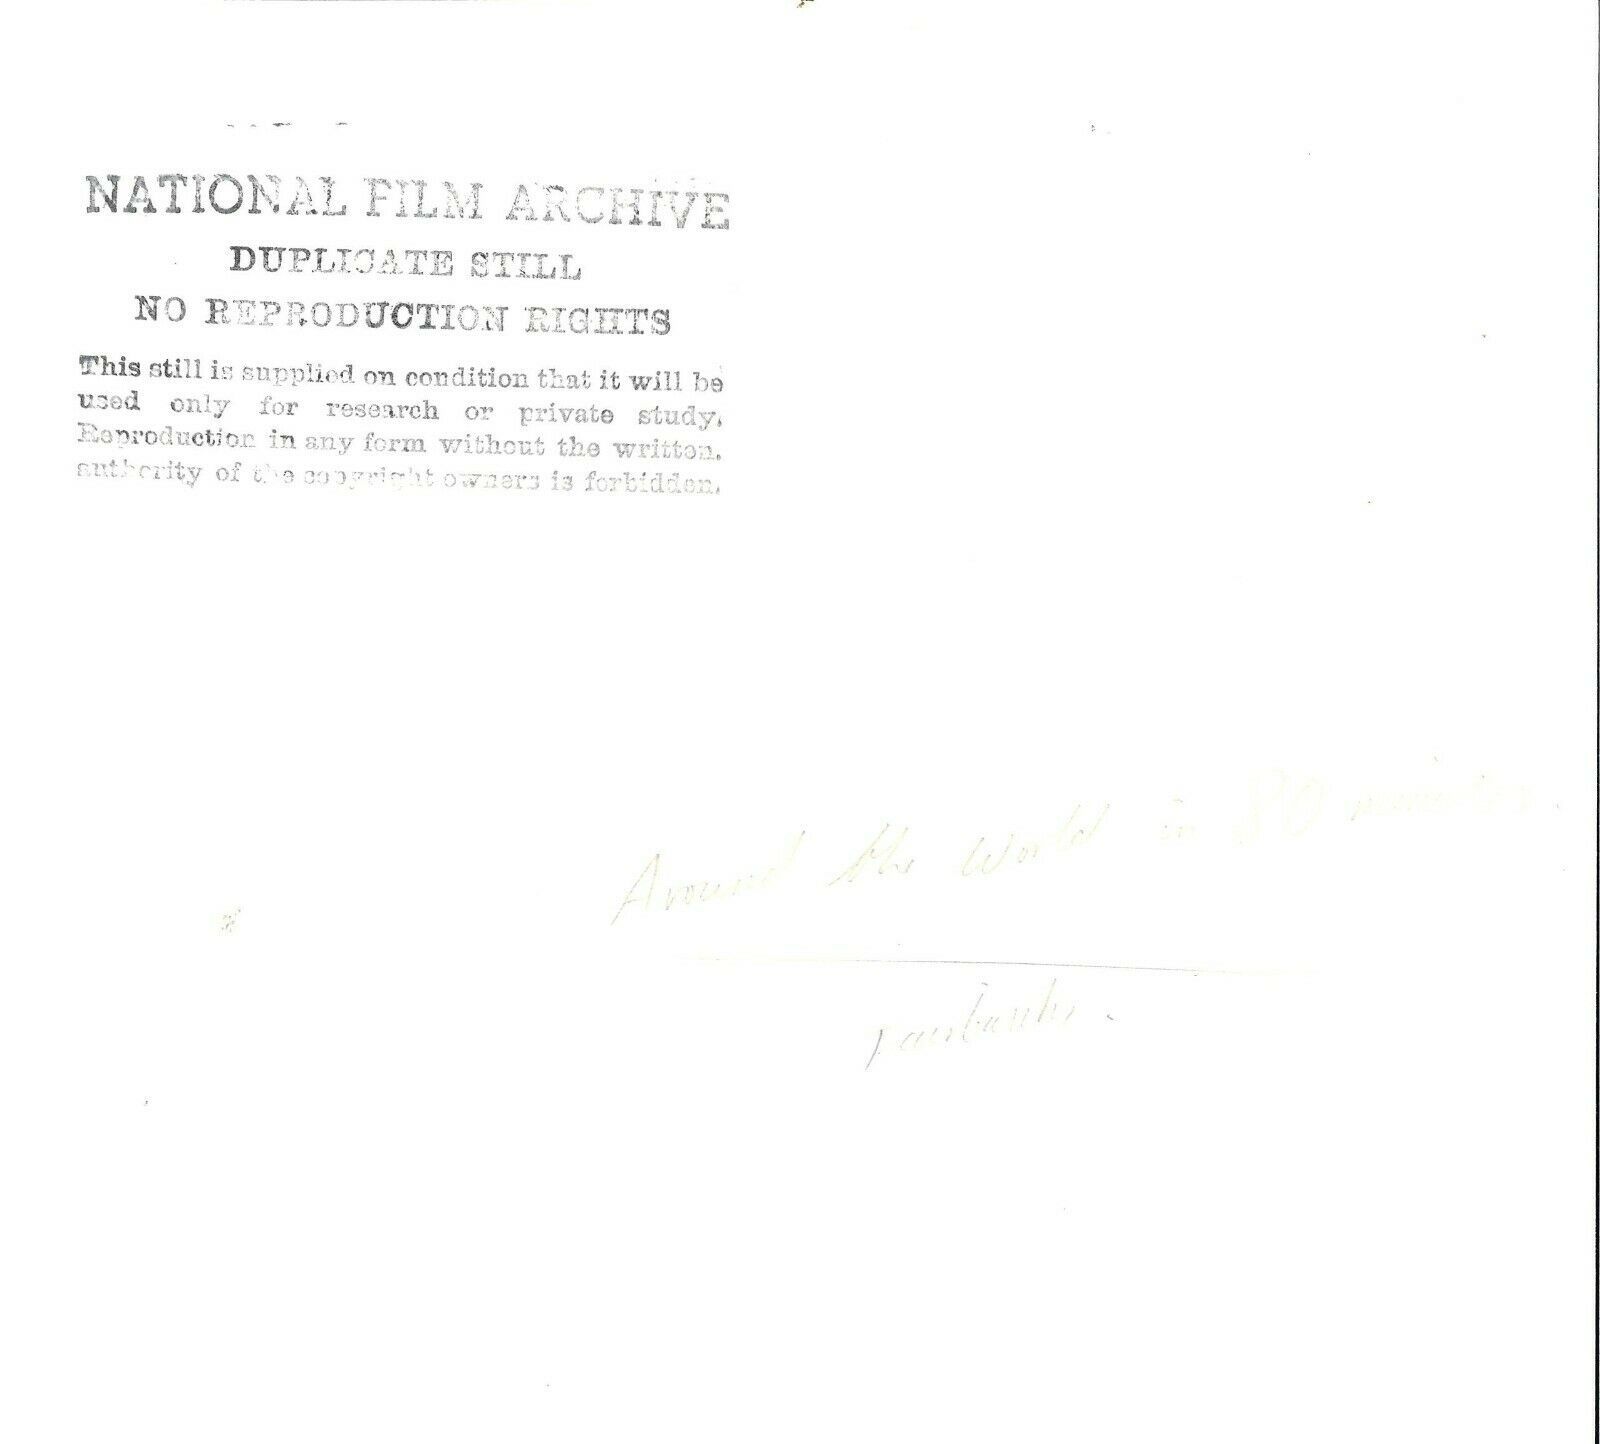 NATIONAL FILM ARCHIVE
DUPLICATE STILL
NO REPRODUCTION RIGHTS
This still is supplied on condition that it will be
used only for research or private study.
Reproduction in any form without the written.
authority of the copyright owners is forbidden.
Around the World in 80 minutes.
Fairbanks.